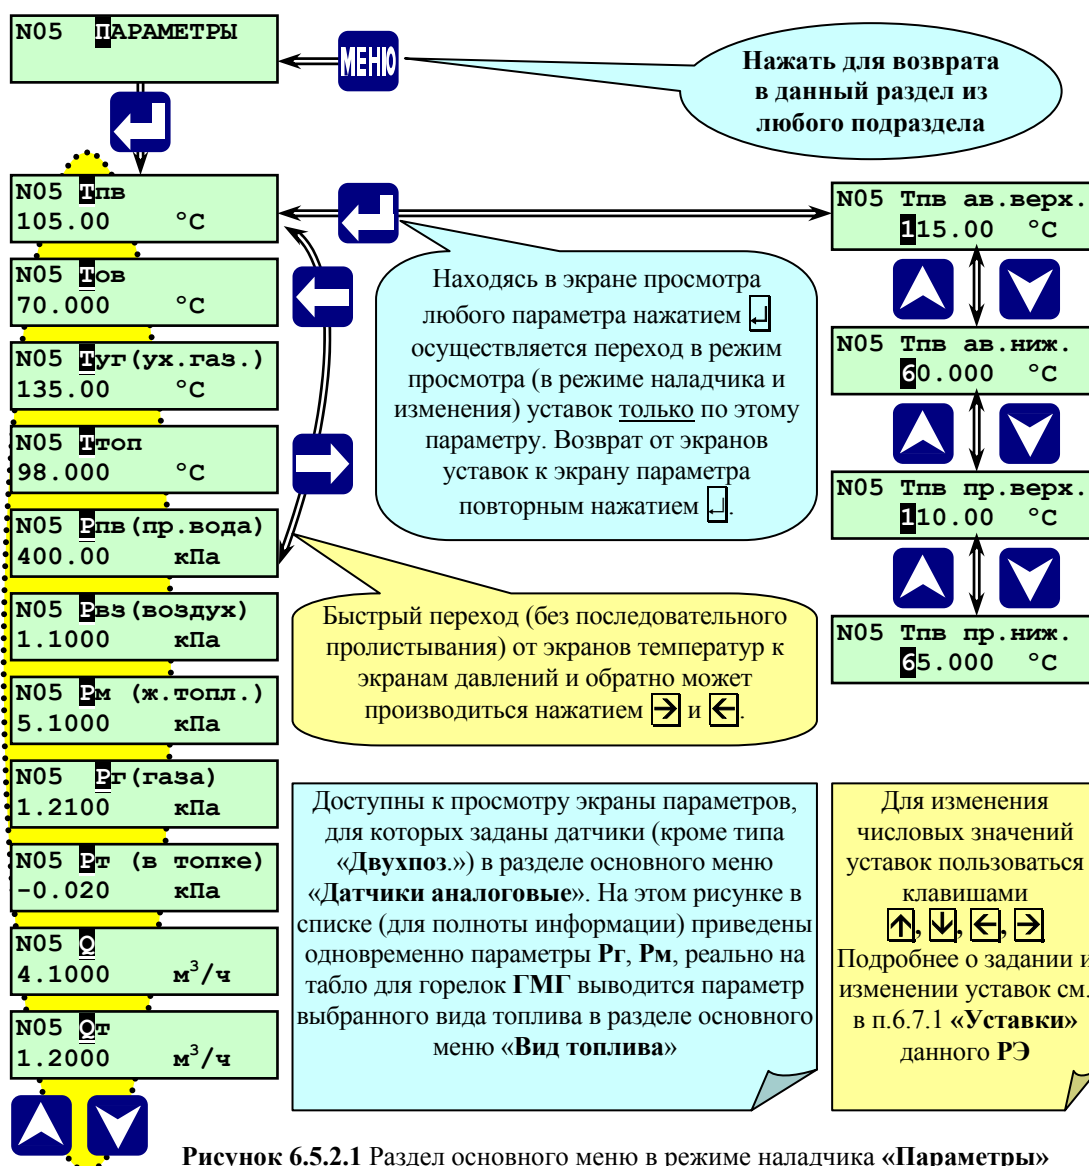 N05 ПАРАМЕТРЫ
МЕНЮ
Нажать для возврата
в данный раздел из
любого подраздела
N05 Тпв
105.00 °С
N05 Тов
70.000 °С
N05 Туг(ух.газ.)
135.00 °С
N05 Ттоп
98.000 °С
N05 Рпв(пр.вода)
400.00 кПа
N05 Рвз(воздух)
1.1000 кПа
N05 Рм (ж.топл.)
5.1000 кПа
N05 Рг(газа)
1.2100 кПа
N05 Рт (в топке)
-0.020 кПа
N05 Q
4.1000 м³/ч
N05 Qт
1.2000 м³/ч
Находясь в экране просмотра
любого параметра нажатием ↵
осуществляется переход в режим
просмотра (в режиме наладчика и
изменения) уставок только по этому
параметру. Возврат от экранов
уставок к экрану параметра
повторным нажатием ↵.
Быстрый переход (без последовательного
пролистывания) от экранов температур к
экранам давлений и обратно может
производиться нажатием → и ←.
N05 Тпв ав.верх.
115.00 °С
N05 Тпв ав.ниж.
60.000 °С
N05 Тпв пр.верх.
110.00 °С
N05 Тпв пр.ниж.
65.000 °С
Доступны к просмотру экраны параметров,
для которых заданы датчики (кроме типа
«Двухпоз.») в разделе основного меню
«Датчики аналоговые». На этом рисунке в
списке (для полноты информации) приведены
одновременно параметры Рг, Рм, реально на
табло для горелок ГМГ выводится параметр
выбранного вида топлива в разделе основного
меню «Вид топлива»
Для изменения
числовых значений
уставок пользоваться
клавишами
↑, ↓, ←, →
Подробнее о задании и
изменении уставок см.
в п.6.7.1 «Уставки»
данного РЭ
Рисунок 6.5.2.1 Раздел основного меню в режиме наладчика «Параметры»